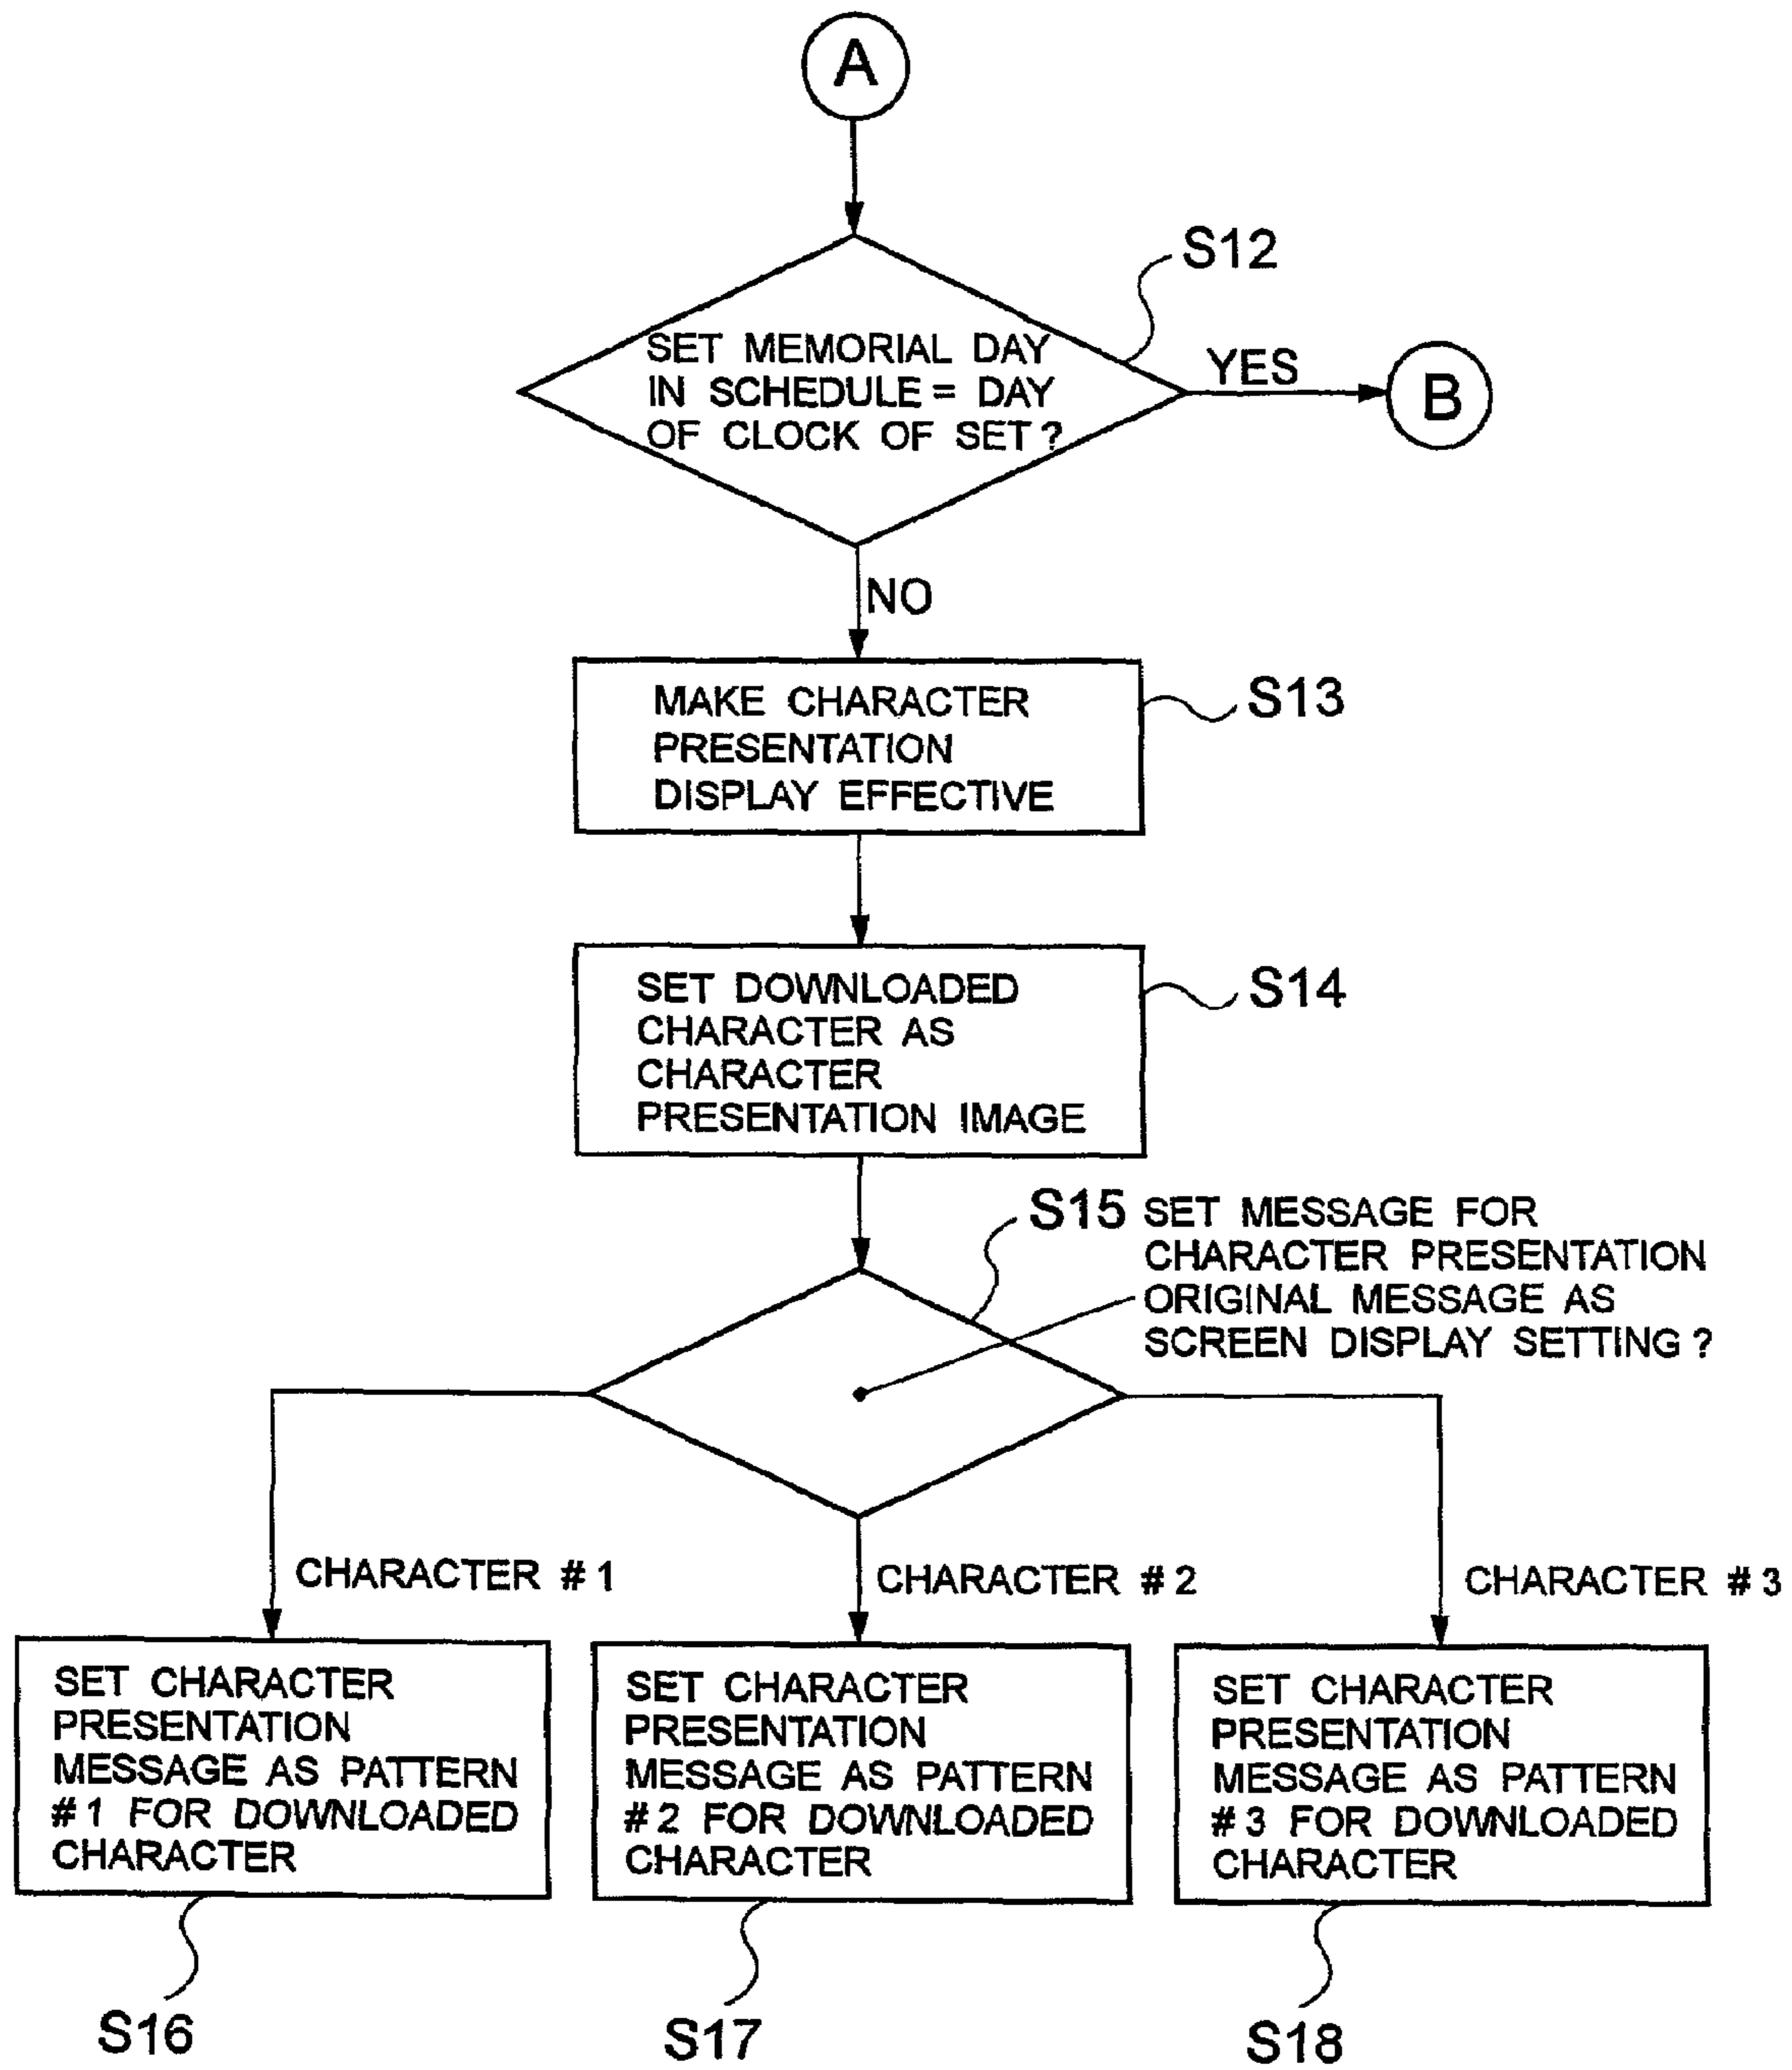 A
S12
SET MEMORIAL DAY
IN SCHEDULE = DAY
OF CLOCK OF SET ?
YES
B
NO
MAKE CHARACTER
PRESENTATION
DISPLAY EFFECTIVE
S13
SET DOWNLOADED
CHARACTER AS
CHARACTER
PRESENTATION IMAGE
S14
S15
SET MESSAGE FOR
CHARACTER PRESENTATION
ORIGINAL MESSAGE AS
SCREEN DISPLAY SETTING ?
CHARACTER # 1
CHARACTER # 2
CHARACTER # 3
SET CHARACTER
PRESENTATION
MESSAGE AS PATTERN
# 1 FOR DOWNLOADED
CHARACTER
SET CHARACTER
PRESENTATION
MESSAGE AS PATTERN
# 2 FOR DOWNLOADED
CHARACTER
SET CHARACTER
PRESENTATION
MESSAGE AS PATTERN
# 3 FOR DOWNLOADED
CHARACTER
S16
S17
S18